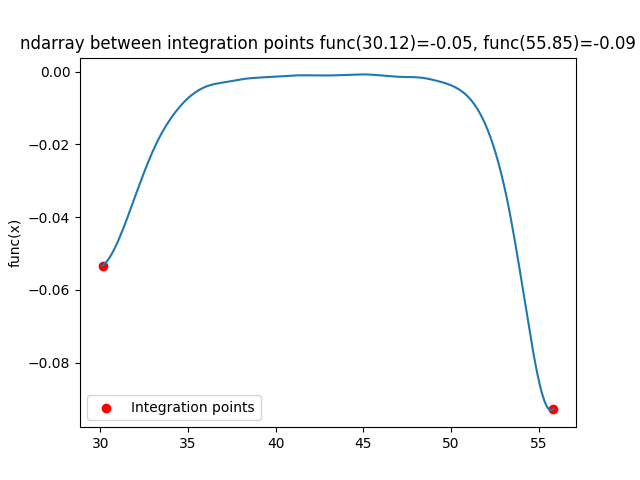 ndarray between integration points func(30.12)=-0.05, func(55.85)=-0.09
0.00
−0.02
−0.04
−0.06
−0.08
func(x)
Integration points
30 35 40 45 50 55